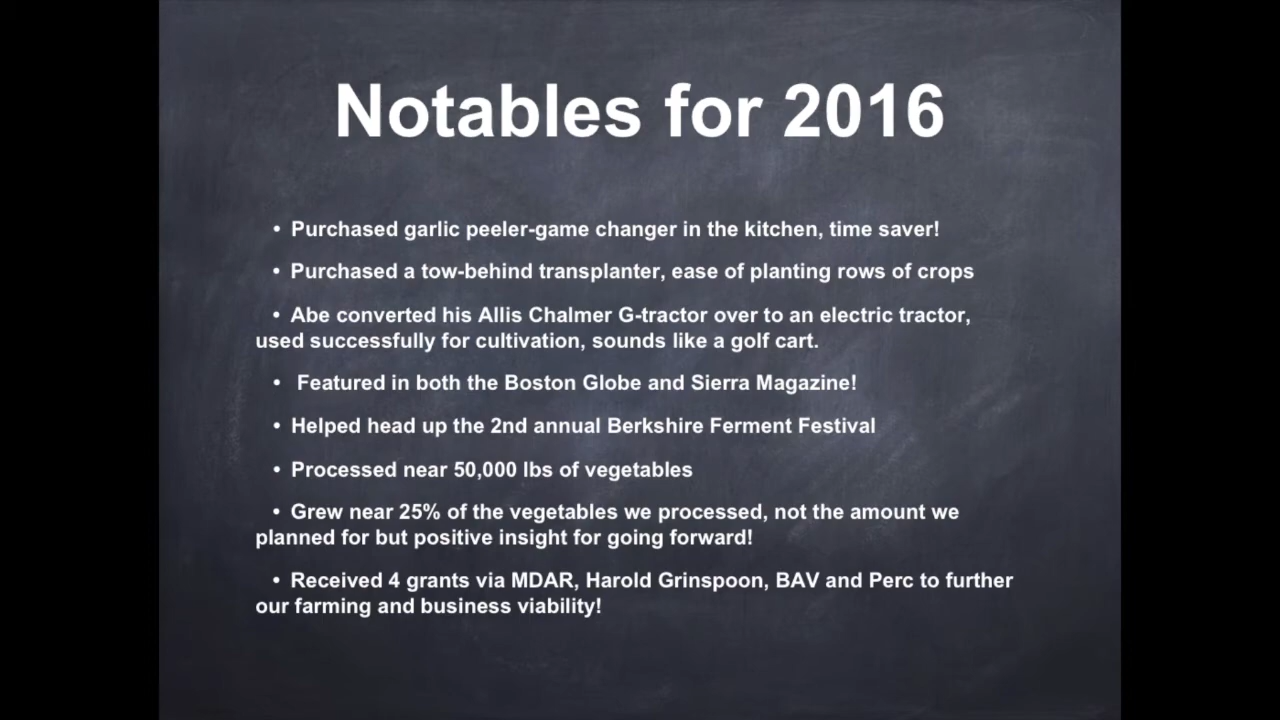 Notables for 2016
• Purchased garlic peeler-game changer in the kitchen, time saver!
• Purchased a tow-behind transplanter, ease of planting rows of crops
• Abe converted his Allis Chalmer G-tractor over to an electric tractor,
used successfully for cultivation, sounds like a golf cart.
• Featured in both the Boston Globe and Sierra Magazine!
• Helped head up the 2nd annual Berkshire Ferment Festival
• Processed near 50,000 lbs of vegetables
• Grew near 25% of the vegetables we processed, not the amount we
planned for but positive insight for going forward!
• Received 4 grants via MDAR, Harold Grinspoon, BAV and Perc to further
our farming and business viability!